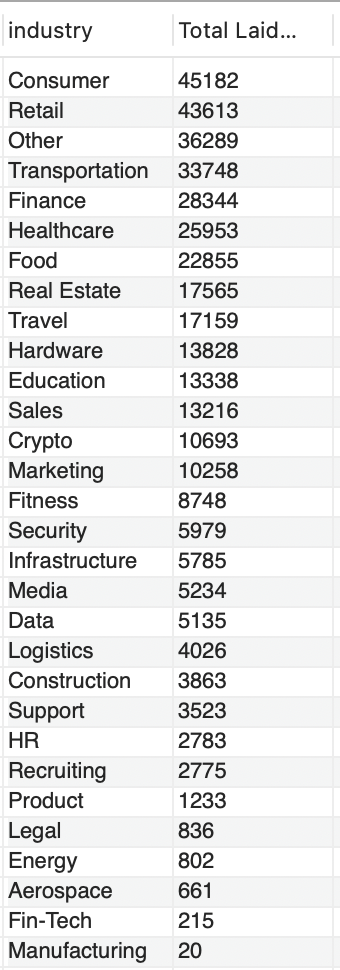 industry Total Laid...
Consumer 45182
Retail 43613
Other 36289
Transportation 33748
Finance 28344
Healthcare 25953
Food 22855
Real Estate 17565
Travel 17159
Hardware 13828
Education 13338
Sales 13216
Crypto 10693
Marketing 10258
Fitness 8748
Security 5979
Infrastructure 5785
Media 5234
Data 5135
Logistics 4026
Construction 3863
Support 3523
HR 2783
Recruiting 2775
Product 1233
Legal 836
Energy 802
Aerospace 661
Fin-Tech 215
Manufacturing 20